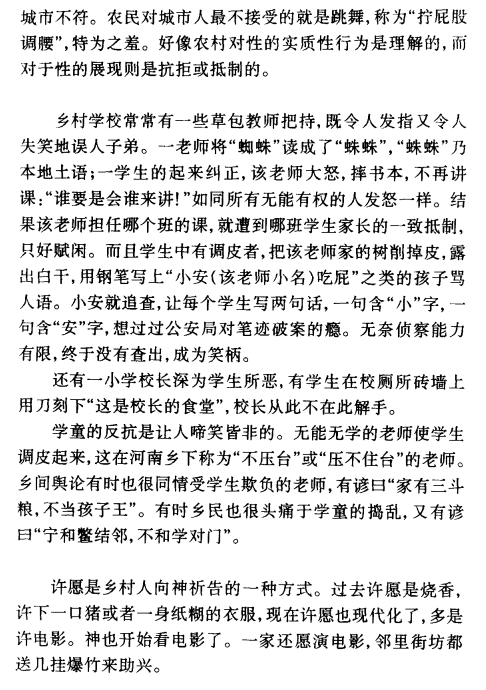 城市不符。农民对城市人最不接受的就是跳舞,称为“拧屁股
调腰”,特为之羞。好像农村对性的实质性行为是理解的,而
对于性的展现则是抗拒或抵制的。
乡村学校常常有一些草包教师把持,既令人发指又令人
失笑地误人子弟。一老师将“蜘蛛”读成了“蛛蛛”,“蛛蛛”乃
本地土语;一学生的起来纠正,该老师大怒,摔书本,不再讲
课:“谁要是会谁来讲!”如同所有无能有权的人发怒一样。结
果该老师担任哪个班的课,就遭到哪班学生家长的一致抵制,
只好赋闲。而且学生中有调皮者,把该老师家的树削掉皮,露
出白干,用钢笔写上“小安(该老师小名)吃屁”之类的孩子骂
人语。小安就追查,让每个学生写两句话,一句含“小”字,一
句含“安”字,想过过公安局对笔迹破案的瘾。无奈侦察能力
有限,终于没有查出,成为笑柄。
还有一小学校长深为学生所恶,有学生在校厕所砖墙上
用刀刻下“这是校长的食堂”,校长从此不在此解手。
学童的反抗是让人啼笑皆非的。无能无学的老师使学生
调皮起来,这在河南乡下称为“不压台”或“压不住台”的老师。
乡间舆论有时也很同情受学生欺负的老师,有谚曰“家有三斗
粮,不当孩子王”。有时乡民也很头痛于学童的捣乱,又有谚
曰“宁和鳖结邻,不和学对门”。
许愿是乡村人向神祈告的一种方式。过去许愿是烧香,
许下一口猪或者一身纸糊的衣服,现在许愿也现代化了,多是
许电影。神也开始看电影了。一家还愿演电影,邻里街坊都
送几挂爆竹来助兴。